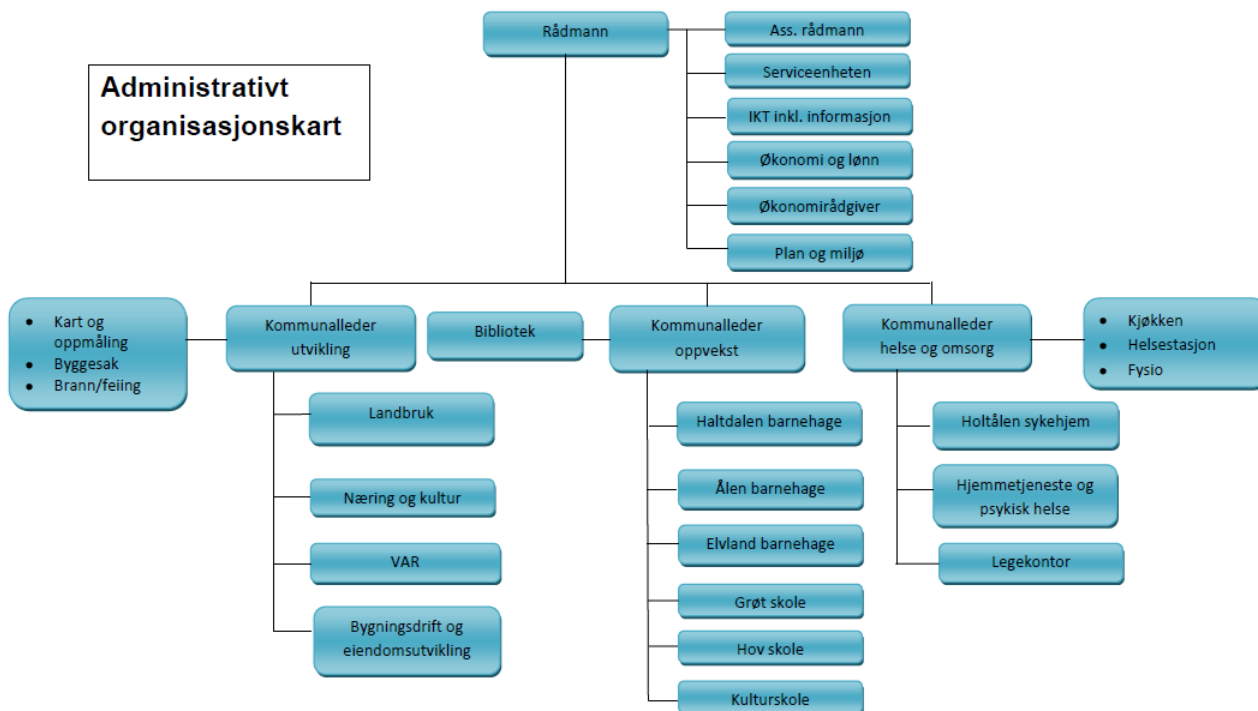 Rådmann
Ass. rådmann
Serviceenheten
IKT inkl. informasjon
Økonomi og lønn
Økonomirådgiver
Plan og miljø
Administrativt
organisasjonskart
• Kart og
oppmåling
• Byggesak
• Brann/feiing
Kommunalleder
utvikling
Bibliotek
Kommunalleder
oppvekst
Kommunalleder
helse og omsorg
• Kjøkken
• Helsestasjon
• Fysio
Landbruk
Næring og kultur
VAR
Bygningsdrift og
eiendomsutvikling
Haltdalen barnehage
Ålen barnehage
Elvland barnehage
Grøt skole
Hov skole
Kulturskole
Holtålen sykehjem
Hjemmetjeneste og
psykisk helse
Legekontor